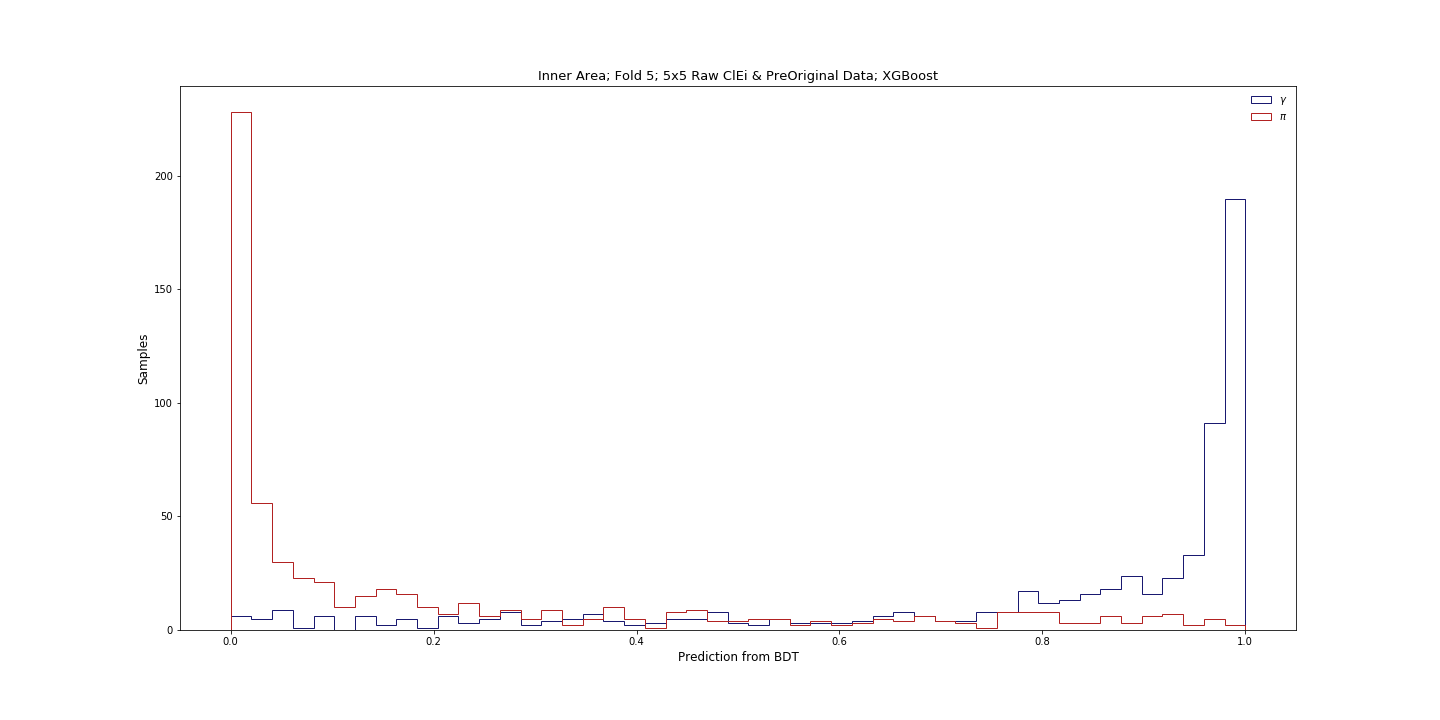 Inner Area; Fold 5; 5x5 Raw ClEi & PreOriginal Data; XGBoost
γ
π
200
150
100
50
0
Samples
0.0 0.2 0.4 0.6 0.8 1.0
Prediction from BDT